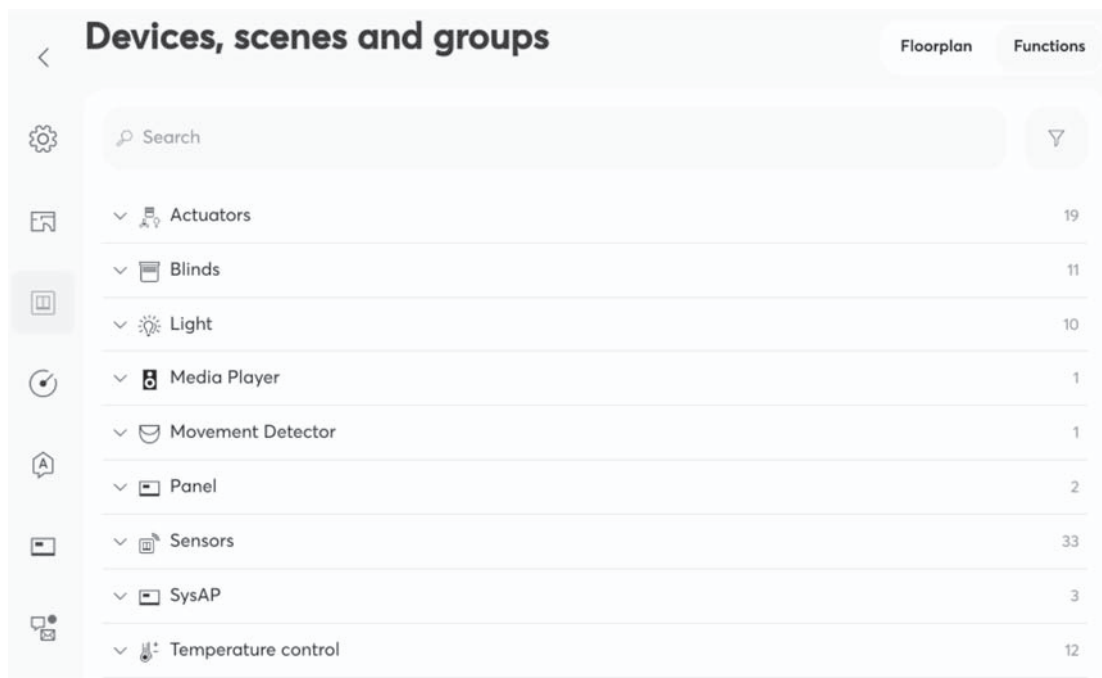 Devices, scenes and groups
Floorplan Functions
Search
Actuators 19
Blinds 11
Light 10
Media Player 1
Movement Detector 1
Panel 2
Sensors 33
SysAP 3
Temperature control 12